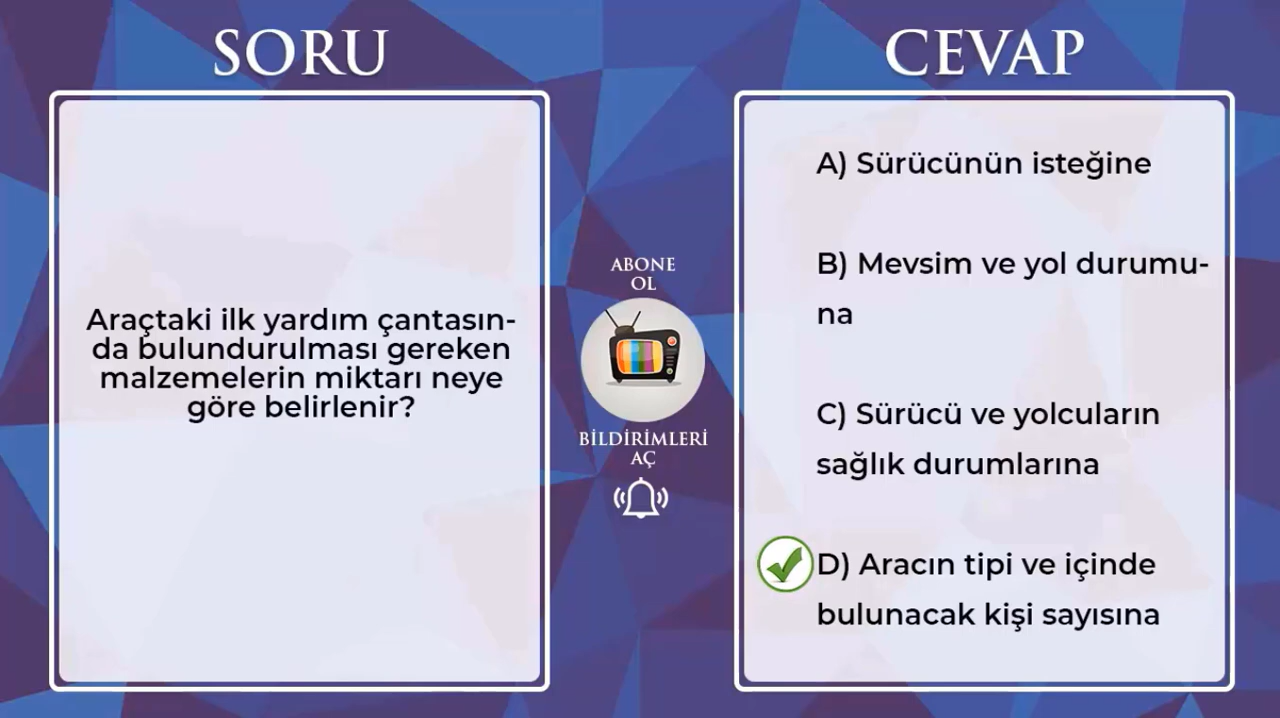 SORU
Araçtaki ilk yardım çantasın-
da bulundurulması gereken
malzemelerin miktarı neye
göre belirlenir?
ABONE
OL
BİLDİRİMLERİ
AÇ
CEVAP
A) Sürücünün isteğine
B) Mevsim ve yol durumu-
na
C) Sürücü ve yolcuların
sağlık durumlarına
D) Aracın tipi ve içinde
bulunacak kişi sayısına